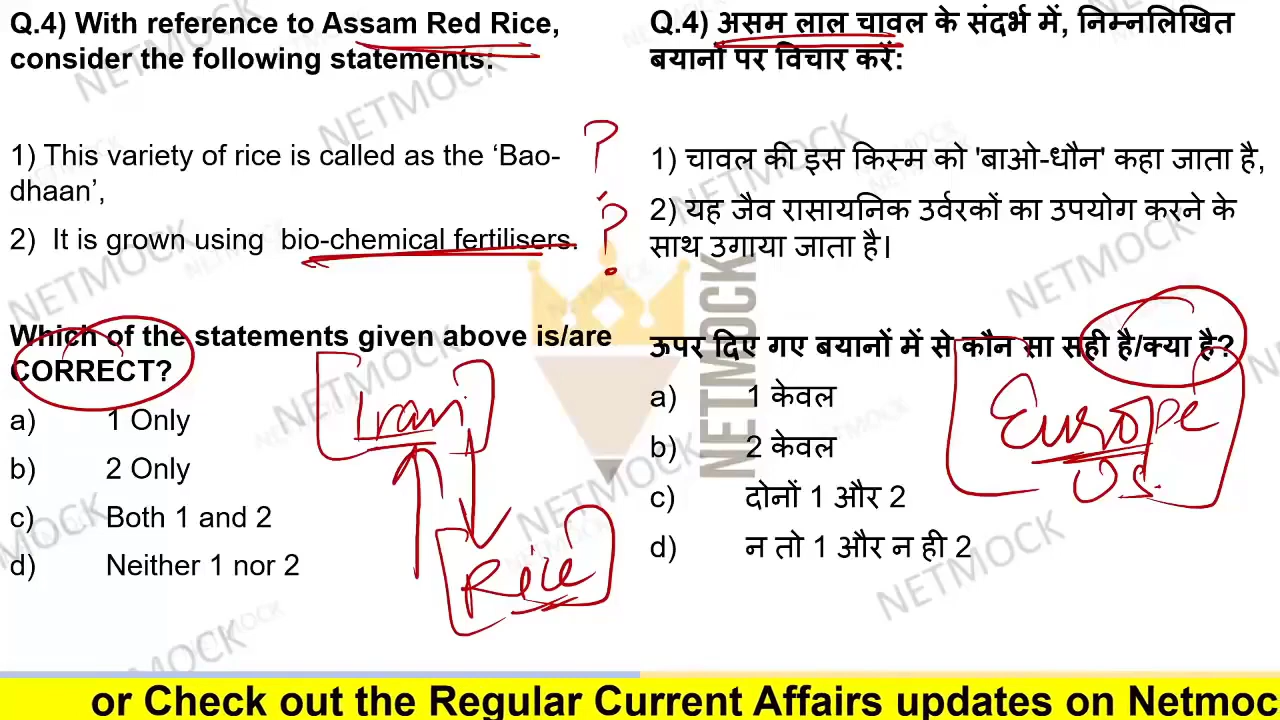 Q.4) With reference to Assam Red Rice,
consider the following statements:
1) This variety of rice is called as the ‘Bao-
dhaan’,
2) It is grown using bio-chemical fertilisers.
Which of the statements given above is/are
CORRECT?
a) 1 Only
b) 2 Only
c) Both 1 and 2
d) Neither 1 nor 2
Iran
Rice
Q.4) असम लाल चावल के संदर्भ में, निम्नलिखित
बयानों पर विचार करें:
1) चावल की इस किस्म को 'बाओ-धौन' कहा जाता है,
2) यह जैव रासायनिक उर्वरकों का उपयोग करने के
साथ उगाया जाता है।
ऊपर दिए गए बयानों में से कौन सा सही है/क्या है?
a) 1 केवल
b) 2 केवल
c) दोनों 1 और 2
d) न तो 1 और न ही 2
Europe
US.
NETMOCK
or Check out the Regular Current Affairs updates on Netmoc